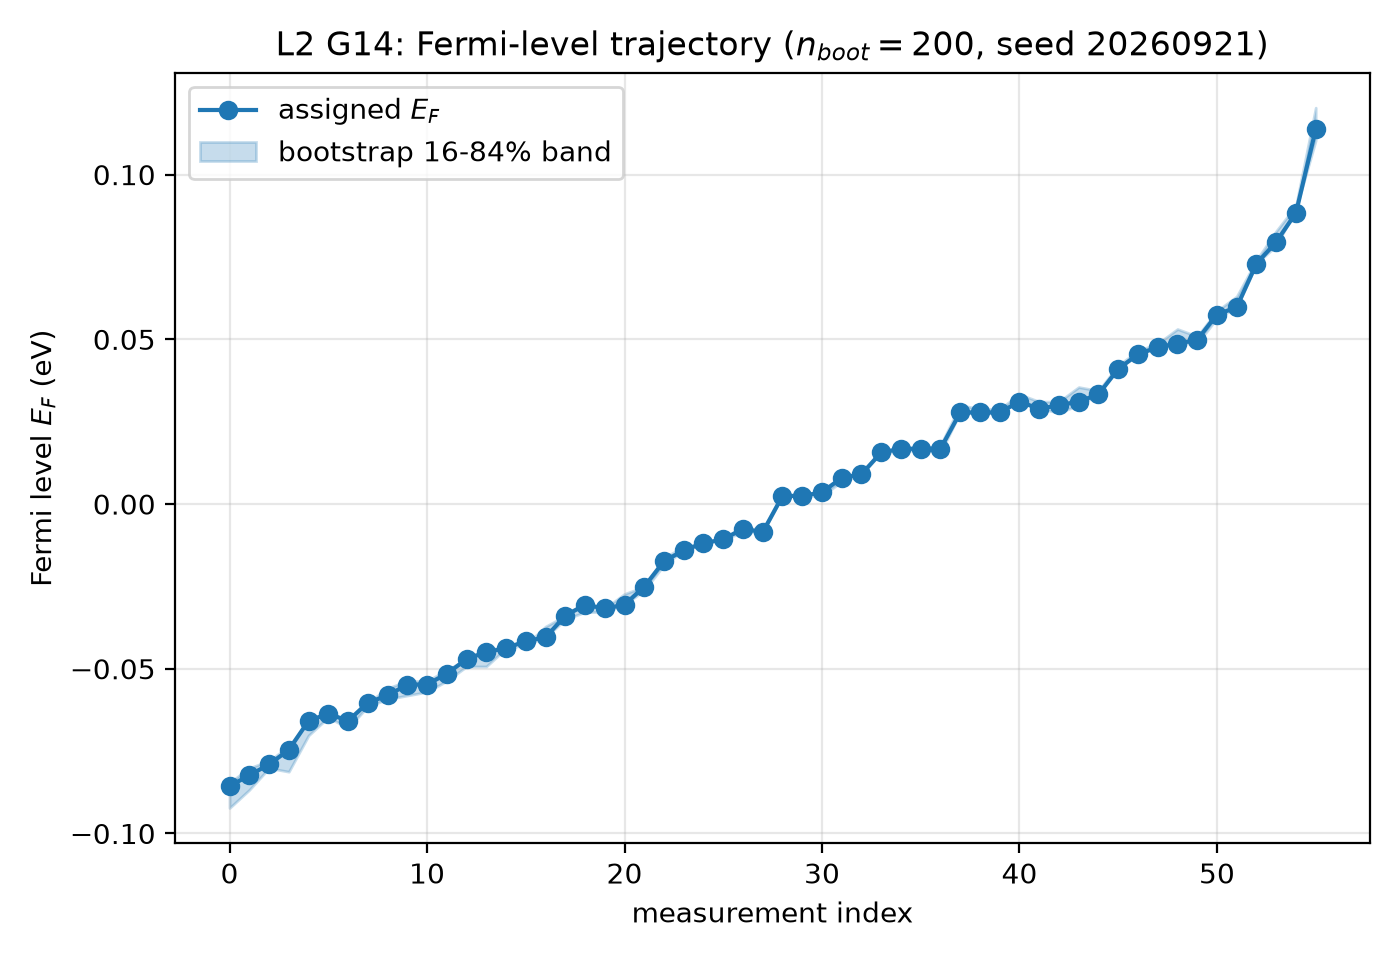 L2 G14: Fermi-level trajectory (n_boot = 200, seed 20260921)
assigned E_F
bootstrap 16-84% band
Fermi level E_F (eV)
0.10
0.05
0.00
−0.05
−0.10
0 10 20 30 40 50
measurement index